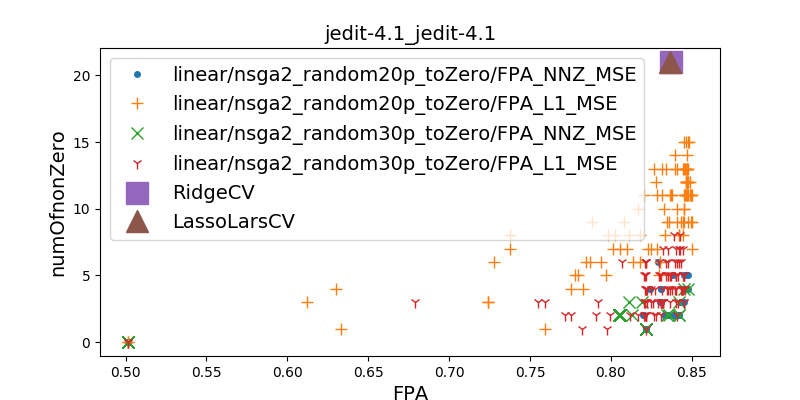 jedit-4.1_jedit-4.1
linear/nsga2_random20p_toZero/FPA_NNZ_MSE
linear/nsga2_random20p_toZero/FPA_L1_MSE
linear/nsga2_random30p_toZero/FPA_NNZ_MSE
linear/nsga2_random30p_toZero/FPA_L1_MSE
RidgeCV
LassoLarsCV
numOfnonZero
20
15
10
5
0
0.50 0.55 0.60 0.65 0.70 0.75 0.80 0.85
FPA